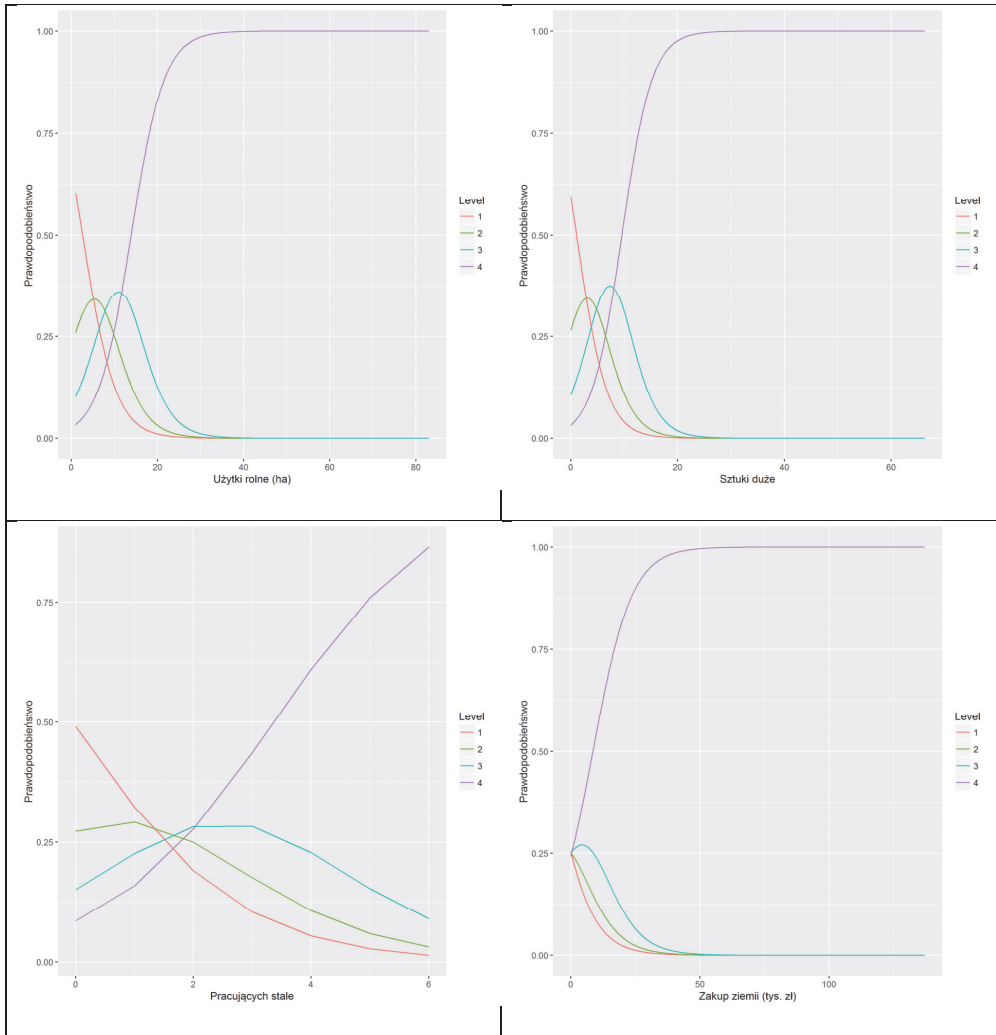 1.00
0.75
0.50
0.25
0.00
Prawdopodobieństwo
0 20 40 60 80
Użytki rolne (ha)
Level
1
2
3
4
1.00
0.75
0.50
0.25
0.00
Prawdopodobieństwo
0 20 40 60
Sztuki duże
Level
1
2
3
4
0.75
0.50
0.25
0.00
Prawdopodobieństwo
0 2 4 6
Pracujących stale
Level
1
2
3
4
1.00
0.75
0.50
0.25
0.00
Prawdopodobieństwo
0 50 100
Zakup ziemii (tys. zł)
Level
1
2
3
4